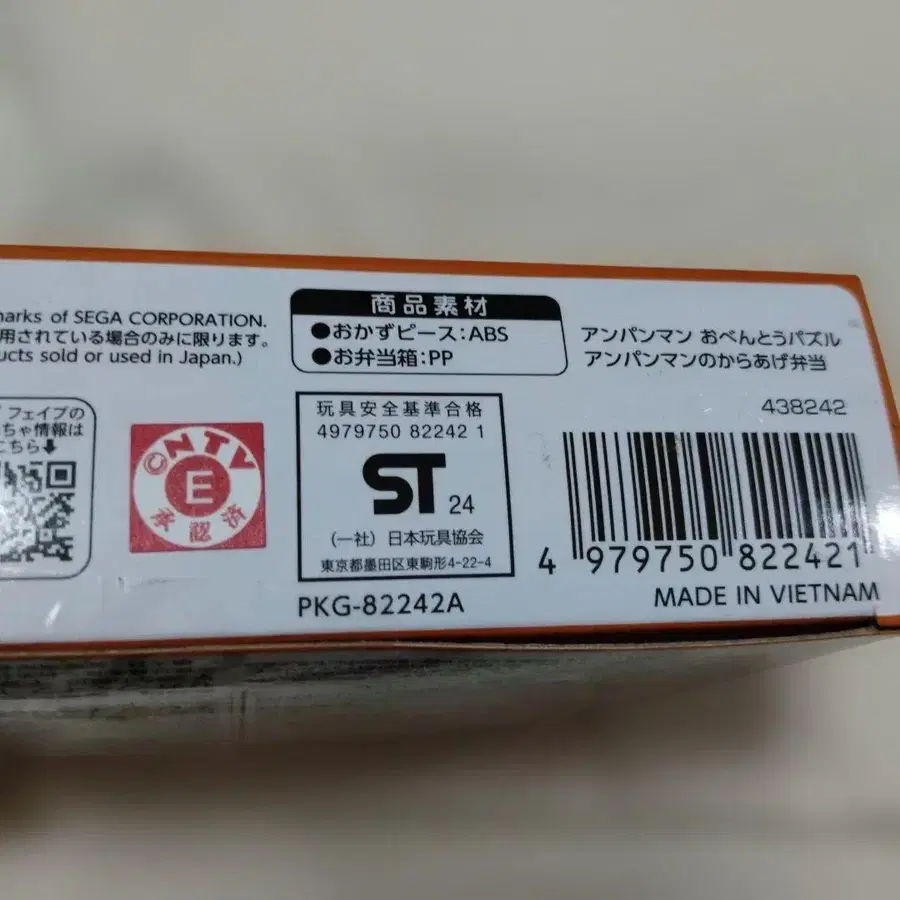 marks of SEGA CORPORATION.
用されている場合のみに限ります。
ucts sold or used in Japan.)
商品素材
●おかずピース:ABS
●お弁当箱:PP
アンパンマン おべんとうパズル
アンパンマンのからあげ弁当
438242
フェイブの
ちゃ情報は
こちら⬇
©NTV
E
承認済
玩具安全基準合格
4979750 82242 1
ST 24
(一社) 日本玩具協会
東京都墨田区東駒形4-22-4
PKG-82242A
4 979750 822421
MADE IN VIETNAM